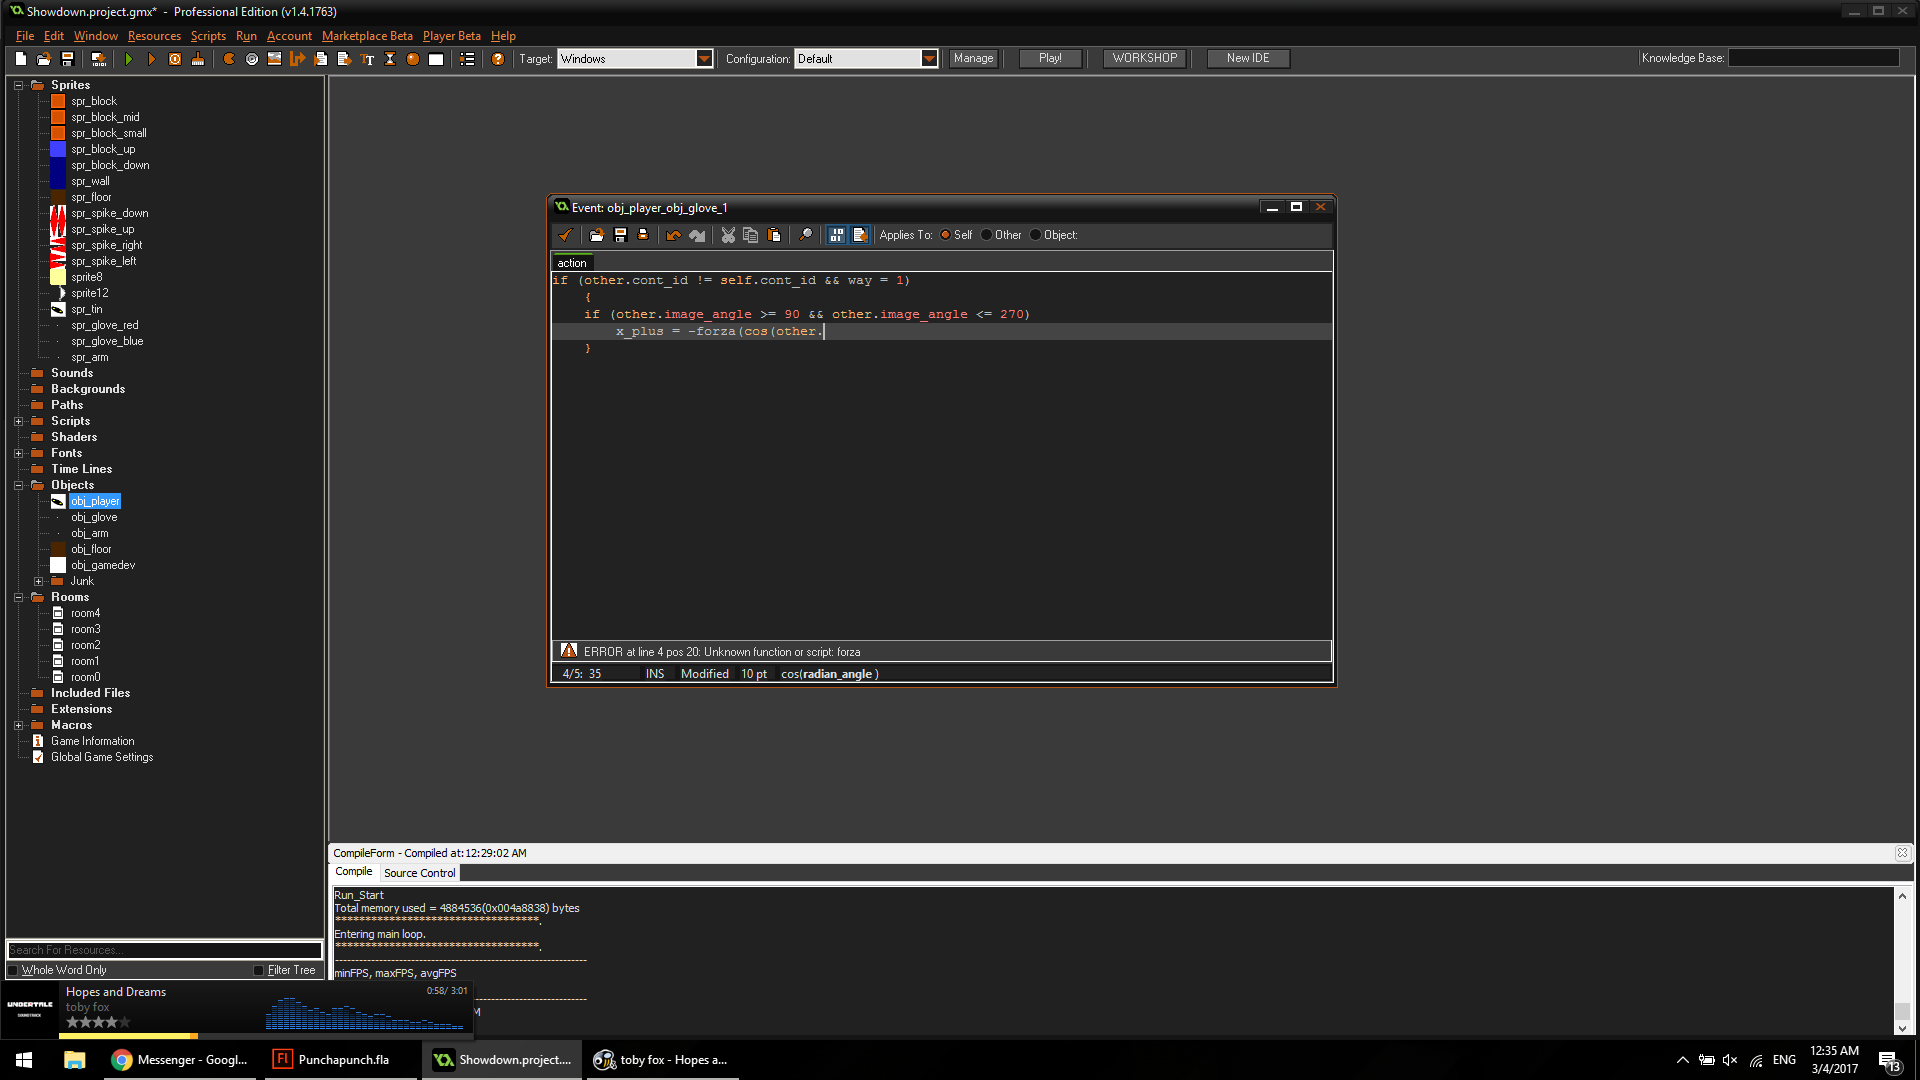 Showdown.project.gmx* - Professional Edition (v1.4.1763)
File Edit Window Resources Scripts Run Account Marketplace Beta Player Beta Help
Target: Windows Configuration: Default Manage Play! WORKSHOP New IDE Knowledge Base:
Sprites
spr_block
spr_block_mid
spr_block_small
spr_block_up
spr_block_down
spr_wall
spr_floor
spr_spike_down
spr_spike_up
spr_spike_right
spr_spike_left
sprite8
sprite12
spr_tin
spr_glove_red
spr_glove_blue
spr_arm
Sounds
Backgrounds
Paths
Scripts
Shaders
Fonts
Time Lines
Objects
obj_player
obj_glove
obj_arm
obj_floor
obj_gamedev
Junk
Rooms
room4
room3
room2
room1
room0
Included Files
Extensions
Macros
Game Information
Global Game Settings
Search For Resources...
Whole Word Only Filter Tree
Event: obj_player_obj_glove_1
Applies To: Self Other Object:
action
if (other.cont_id != self.cont_id && way = 1)
{
if (other.image_angle >= 90 && other.image_angle <= 270)
x_plus = -forza(cos(other.
}
ERROR at line 4 pos 20: Unknown function or script: forza
4/5: 35 INS Modified 10 pt cos(radian_angle )
CompileForm - Compiled at: 12:29:02 AM
Compile Source Control
Run_Start
Total memory used = 4884536(0x004a8838) bytes
***********************************.
Entering main loop.
***********************************.
minFPS, maxFPS, avgFPS
M
UNDERTALE
SOUNDTRACK
Hopes and Dreams
0:58/ 3:01
toby fox
Messenger - Googl...
Punchapunch.fla
Showdown.project....
toby fox - Hopes a...
ENG
12:35 AM
3/4/2017
13